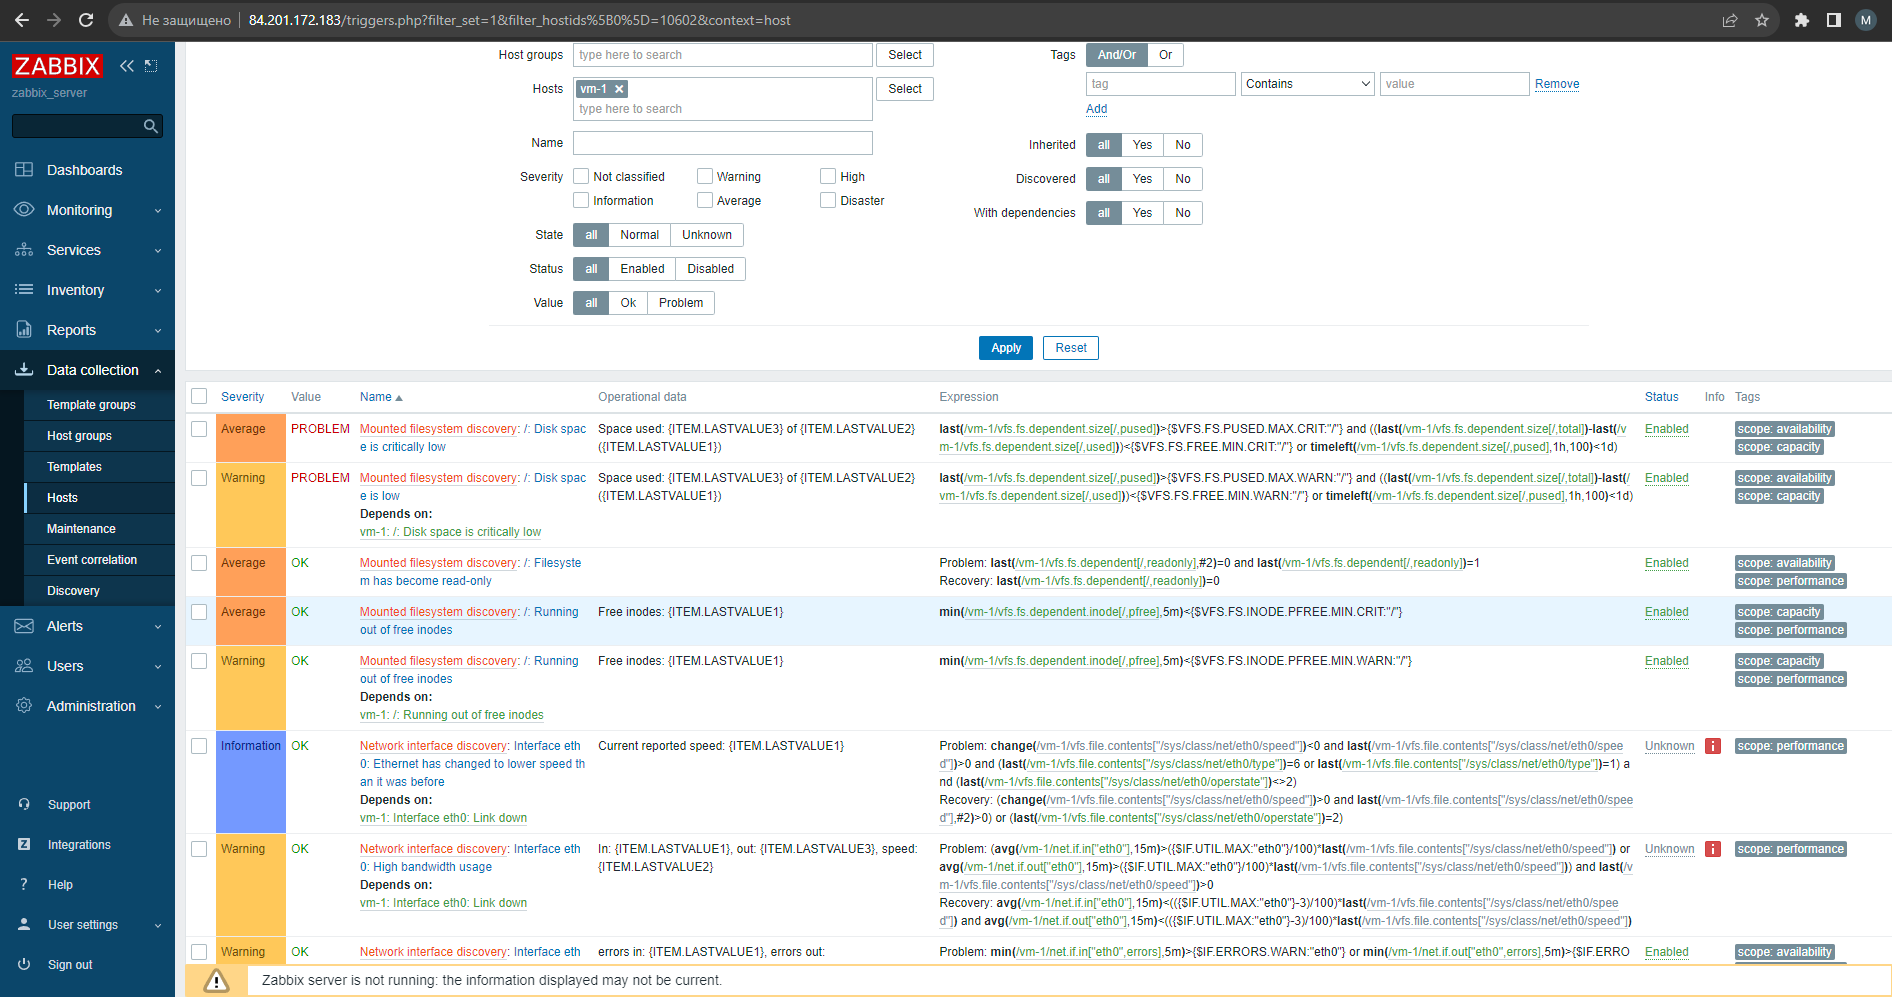 Не защищено 84.201.172.183/triggers.php?filter_set=1&filter_hostids%5B0%5D=10602&context=host M
ZABBIX
zabbix_server
Dashboards
Monitoring
Services
Inventory
Reports
Data collection
Template groups
Host groups
Templates
Hosts
Maintenance
Event correlation
Discovery
Alerts
Users
Administration
Support
Z Integrations
? Help
User settings
Sign out
Host groups type here to search Select
Hosts vm-1 Select
type here to search
Name
Severity Not classified Warning High
Information Average Disaster
State all Normal Unknown
Status all Enabled Disabled
Value all Ok Problem
Tags And/Or Or
tag Contains value Remove
Add
Inherited all Yes No
Discovered all Yes No
With dependencies all Yes No
Apply Reset
Severity Value Name Operational data Expression Status Info Tags
Average PROBLEM Mounted filesystem discovery: /: Disk spac Space used: {ITEM.LASTVALUE3} of {ITEM.LASTVALUE2} last(/vm-1/vfs.fs.dependent.size[/,pused])>{$VFS.FS.PUSED.MAX.CRIT:"/"} and ((last(/vm-1/vfs.fs.dependent.size[/,total])-last(/v Enabled scope: availability
e is critically low ({ITEM.LASTVALUE1}) m-1/vfs.fs.dependent.size[/,used]))<{$VFS.FS.FREE.MIN.CRIT:"/"} or timeleft(/vm-1/vfs.fs.dependent.size[/,pused],1h,100)<1d) scope: capacity
Warning PROBLEM Mounted filesystem discovery: /: Disk spac Space used: {ITEM.LASTVALUE3} of {ITEM.LASTVALUE2} last(/vm-1/vfs.fs.dependent.size[/,pused])>{$VFS.FS.PUSED.MAX.WARN:"/"} and ((last(/vm-1/vfs.fs.dependent.size[/,total])-last(/ Enabled scope: availability
e is low ({ITEM.LASTVALUE1}) vm-1/vfs.fs.dependent.size[/,used]))<{$VFS.FS.FREE.MIN.WARN:"/"} or timeleft(/vm-1/vfs.fs.dependent.size[/,pused],1h,100)<1d) scope: capacity
Depends on:
vm-1: /: Disk space is critically low
Average OK Mounted filesystem discovery: /: Filesyste Problem: last(/vm-1/vfs.fs.dependent[/,readonly],#2)=0 and last(/vm-1/vfs.fs.dependent[/,readonly])=1 Enabled scope: availability
m has become read-only Recovery: last(/vm-1/vfs.fs.dependent[/,readonly])=0 scope: performance
Average OK Mounted filesystem discovery: /: Running Free inodes: {ITEM.LASTVALUE1} min(/vm-1/vfs.fs.dependent.inode[/,pfree],5m)<{$VFS.FS.INODE.PFREE.MIN.CRIT:"/"} Enabled scope: capacity
out of free inodes scope: performance
Warning OK Mounted filesystem discovery: /: Running Free inodes: {ITEM.LASTVALUE1} min(/vm-1/vfs.fs.dependent.inode[/,pfree],5m)<{$VFS.FS.INODE.PFREE.MIN.WARN:"/"} Enabled scope: capacity
out of free inodes scope: performance
Depends on:
vm-1: /: Running out of free inodes
Information OK Network interface discovery: Interface eth Current reported speed: {ITEM.LASTVALUE1} Problem: change(/vm-1/vfs.file.contents["/sys/class/net/eth0/speed"])<0 and last(/vm-1/vfs.file.contents["/sys/class/net/eth0/spee Unknown i scope: performance
0: Ethernet has changed to lower speed th d"])>0 and (last(/vm-1/vfs.file.contents["/sys/class/net/eth0/type"])=6 or last(/vm-1/vfs.file.contents["/sys/class/net/eth0/type"])=1) a
an it was before nd (last(/vm-1/vfs.file.contents["/sys/class/net/eth0/operstate"])<>2)
Depends on: Recovery: (change(/vm-1/vfs.file.contents["/sys/class/net/eth0/speed"])>0 and last(/vm-1/vfs.file.contents["/sys/class/net/eth0/spee
vm-1: Interface eth0: Link down d"],#2)>0) or (last(/vm-1/vfs.file.contents["/sys/class/net/eth0/operstate"])=2)
Warning OK Network interface discovery: Interface eth In: {ITEM.LASTVALUE1}, out: {ITEM.LASTVALUE3}, speed: Problem: (avg(/vm-1/net.if.in["eth0"],15m)>({$IF.UTIL.MAX:"eth0"}/100)*last(/vm-1/vfs.file.contents["/sys/class/net/eth0/speed"]) or Unknown i scope: performance
0: High bandwidth usage {ITEM.LASTVALUE2} avg(/vm-1/net.if.out["eth0"],15m)>({$IF.UTIL.MAX:"eth0"}/100)*last(/vm-1/vfs.file.contents["/sys/class/net/eth0/speed"])) and last(/v
Depends on: m-1/vfs.file.contents["/sys/class/net/eth0/speed"])>0
vm-1: Interface eth0: Link down Recovery: avg(/vm-1/net.if.in["eth0"],15m)<(({$IF.UTIL.MAX:"eth0"}-3)/100)*last(/vm-1/vfs.file.contents["/sys/class/net/eth0/spee
d"]) and avg(/vm-1/net.if.out["eth0"],15m)<(({$IF.UTIL.MAX:"eth0"}-3)/100)*last(/vm-1/vfs.file.contents["/sys/class/net/eth0/speed"])
Warning OK Network interface discovery: Interface eth errors in: {ITEM.LASTVALUE1}, errors out: Problem: min(/vm-1/net.if.in["eth0",errors],5m)>{$IF.ERRORS.WARN:"eth0"} or min(/vm-1/net.if.out["eth0",errors],5m)>{$IF.ERRO Enabled scope: availability
Zabbix server is not running: the information displayed may not be current.